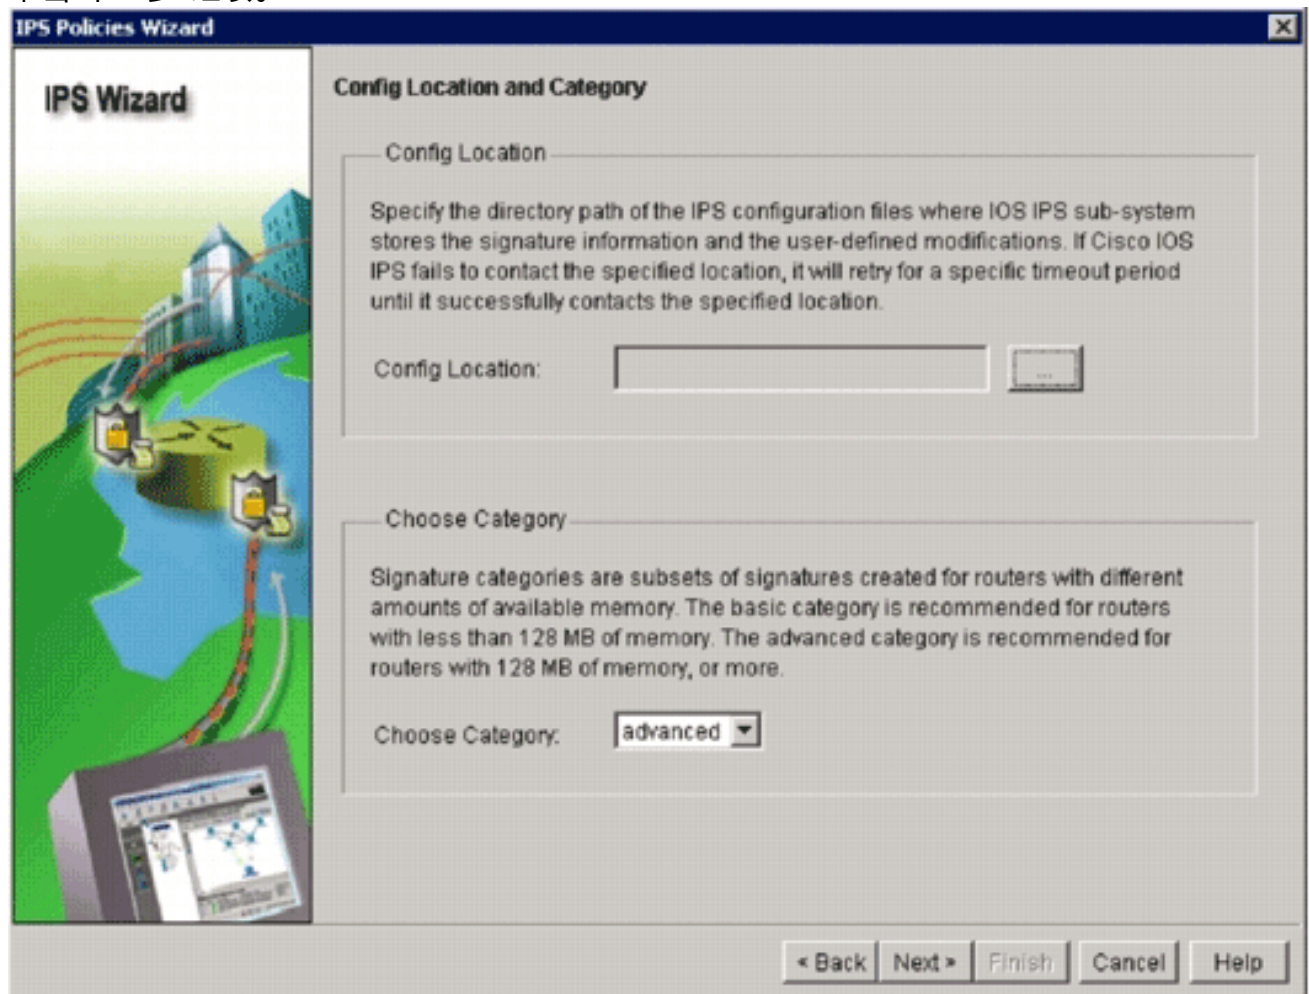 IPS Policies Wizard
IPS Wizard
Config Location and Category
Config Location
Specify the directory path of the IPS configuration files where IOS IPS sub-system
stores the signature information and the user-defined modifications. If Cisco IOS
IPS fails to contact the specified location, it will retry for a specific timeout period
until it successfully contacts the specified location.
Config Location:
...
Choose Category
Signature categories are subsets of signatures created for routers with different
amounts of available memory. The basic category is recommended for routers
with less than 128 MB of memory. The advanced category is recommended for
routers with 128 MB of memory, or more.
Choose Category:
advanced
< Back
Next >
Finish
Cancel
Help